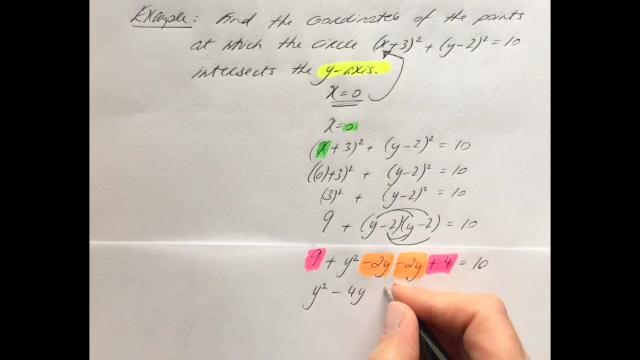 Example: Find the coordinates of the points
at which the circle (x+3)² + (y-2)² = 10
intersects the y-axis.
x=0
x=0
(x+3)² + (y-2)² = 10
((0)+3)² + (y-2)² = 10
(3)² + (y-2)² = 10
9 + (y-2)(y-2) = 10
9 + y² -2y -2y +4 = 10
y² - 4y